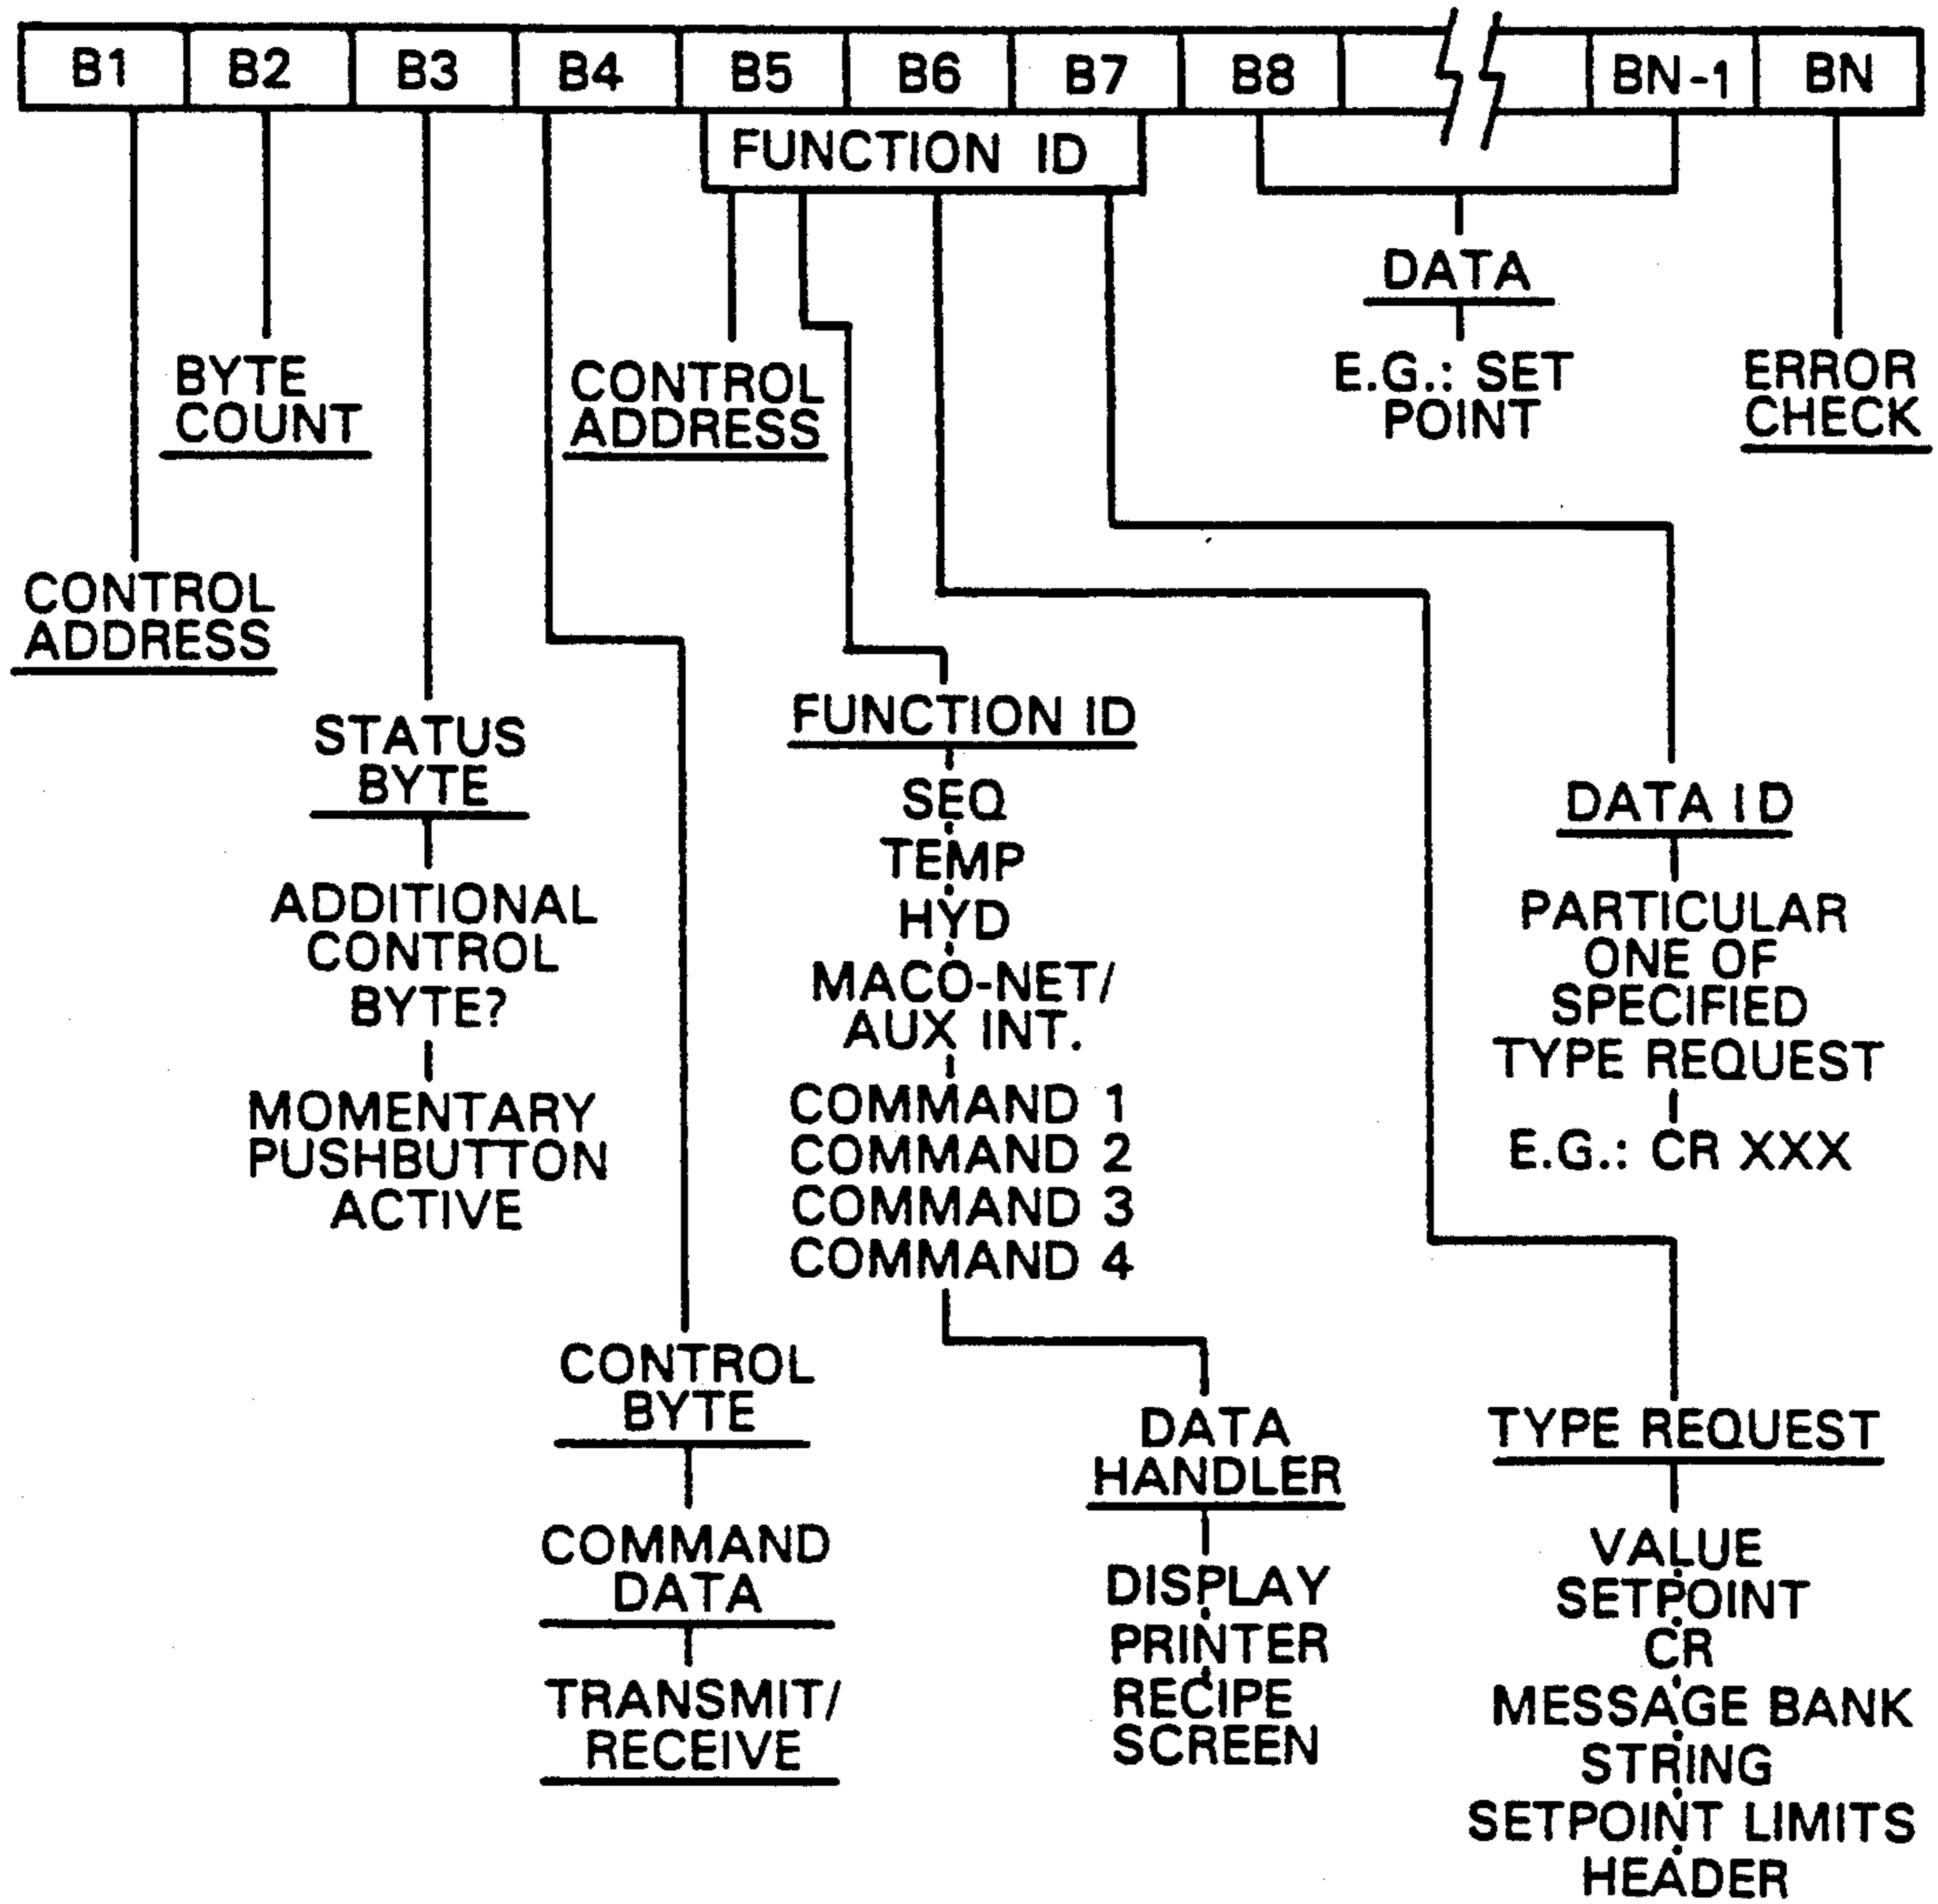 B1 B2 B3 B4 B5 B6 B7 B8 BN-1 BN
FUNCTION ID
CONTROL
ADDRESS
BYTE
COUNT
STATUS
BYTE
ADDITIONAL
CONTROL
BYTE?
MOMENTARY
PUSHBUTTON
ACTIVE
CONTROL
BYTE
COMMAND
DATA
TRANSMIT/
RECEIVE
CONTROL
ADDRESS
FUNCTION ID
SEQ
TEMP
HYD
MACO-NET/
AUX INT.
COMMAND 1
COMMAND 2
COMMAND 3
COMMAND 4
DATA
HANDLER
DISPLAY
PRINTER
RECIPE
SCREEN
TYPE REQUEST
VALUE
SETPOINT
CR
MESSAGE BANK
STRING
SETPOINT LIMITS
HEADER
DATA ID
PARTICULAR
ONE OF
SPECIFIED
TYPE REQUEST
E.G.: CR XXX
DATA
E.G.: SET
POINT
ERROR
CHECK